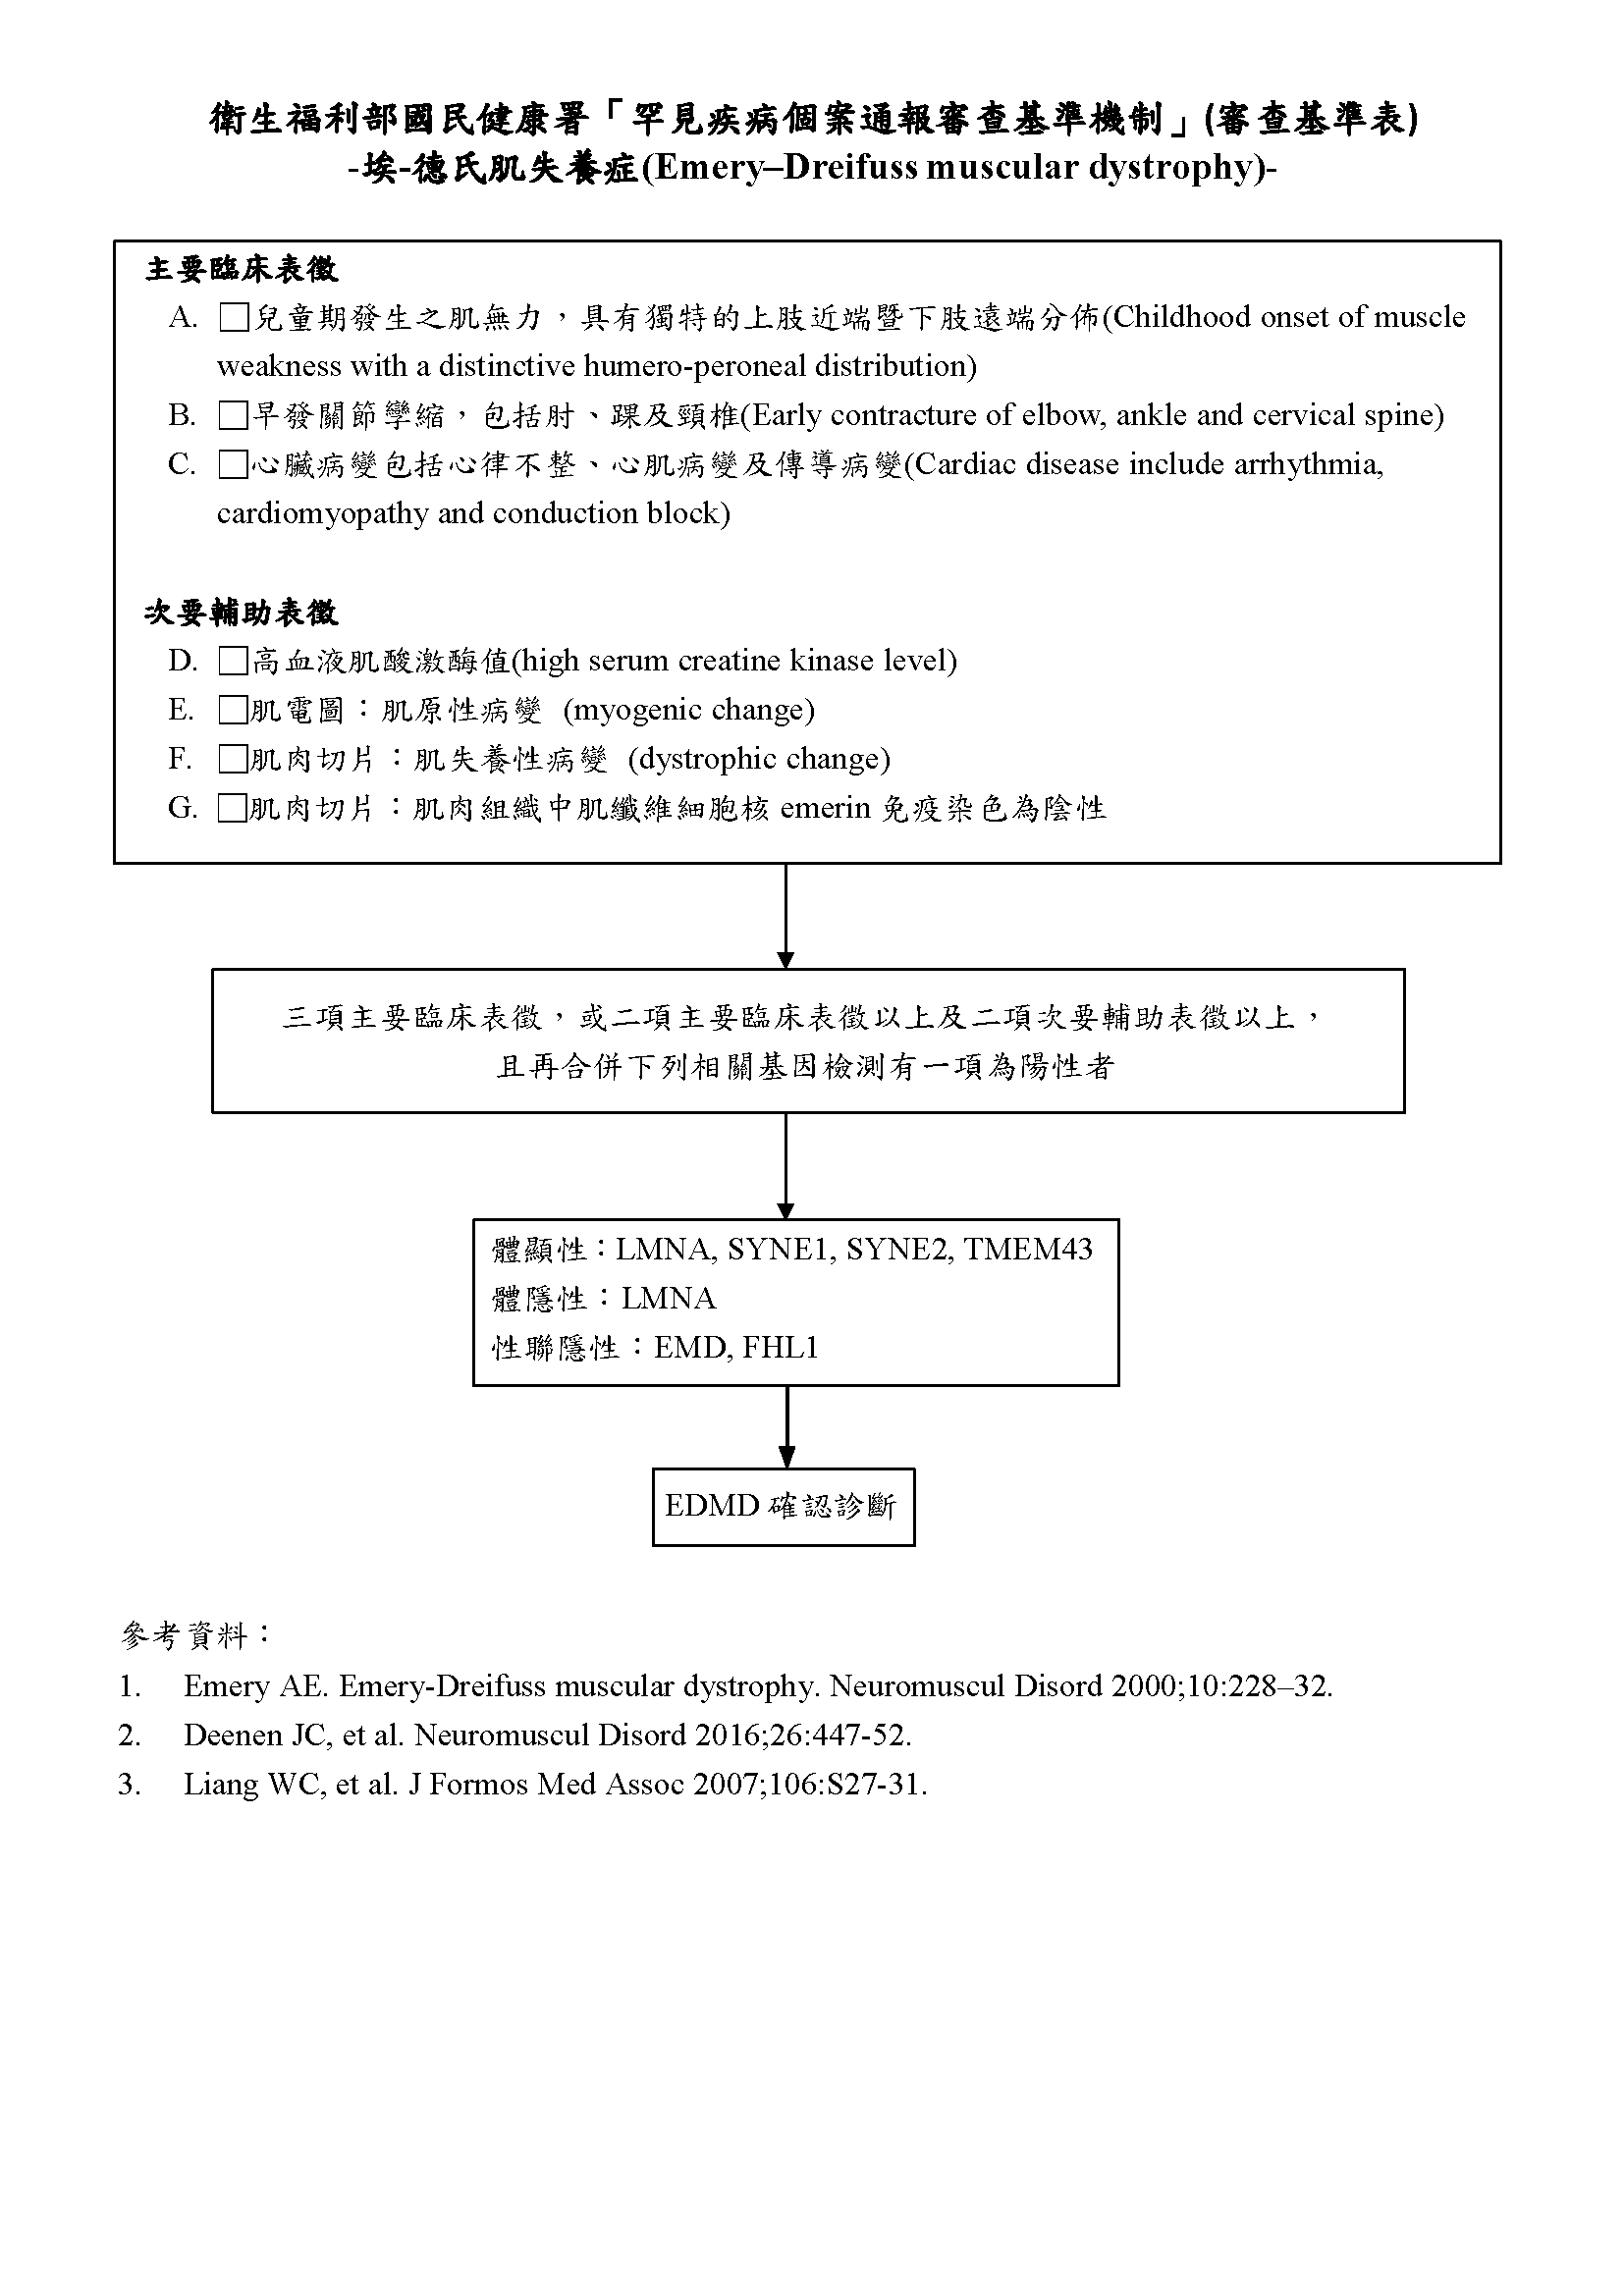 衛生福利部國民健康署「罕見疾病個案通報審查基準機制」(審查基準表)
-埃-德氏肌失養症(Emery–Dreifuss muscular dystrophy)-
主要臨床表徵
A. □兒童期發生之肌無力，具有獨特的上肢近端暨下肢遠端分佈(Childhood onset of muscle
weakness with a distinctive humero-peroneal distribution)
B. □早發關節孿縮，包括肘、踝及頸椎(Early contracture of elbow, ankle and cervical spine)
C. □心臟病變包括心律不整、心肌病變及傳導病變(Cardiac disease include arrhythmia,
cardiomyopathy and conduction block)
次要輔助表徵
D. □高血液肌酸激酶值(high serum creatine kinase level)
E. □肌電圖：肌原性病變 (myogenic change)
F. □肌肉切片：肌失養性病變 (dystrophic change)
G. □肌肉切片：肌肉組織中肌纖維細胞核 emerin 免疫染色為陰性
三項主要臨床表徵，或二項主要臨床表徵以上及二項次要輔助表徵以上，
且再合併下列相關基因檢測有一項為陽性者
體顯性：LMNA, SYNE1, SYNE2, TMEM43
體隱性：LMNA
性聯隱性：EMD, FHL1
EDMD 確認診斷
參考資料：
1. Emery AE. Emery-Dreifuss muscular dystrophy. Neuromuscul Disord 2000;10:228–32.
2. Deenen JC, et al. Neuromuscul Disord 2016;26:447-52.
3. Liang WC, et al. J Formos Med Assoc 2007;106:S27-31.